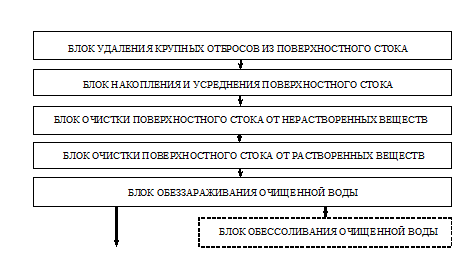 БЛОК УДАЛЕНИЯ КРУПНЫХ ОТБРОСОВ ИЗ ПОВЕРХНОСТНОГО СТОКА
БЛОК НАКОПЛЕНИЯ И УСРЕДНЕНИЯ ПОВЕРХНОСТНОГО СТОКА
БЛОК ОЧИСТКИ ПОВЕРХНОСТНОГО СТОКА ОТ НЕРАСТВОРЕННЫХ ВЕЩЕСТВ
БЛОК ОЧИСТКИ ПОВЕРХНОСТНОГО СТОКА ОТ РАСТВОРЕННЫХ ВЕЩЕСТВ
БЛОК ОБЕЗЗАРАЖИВАНИЯ ОЧИЩЕННОЙ ВОДЫ
БЛОК ОБЕССОЛИВАНИЯ ОЧИЩЕННОЙ ВОДЫ